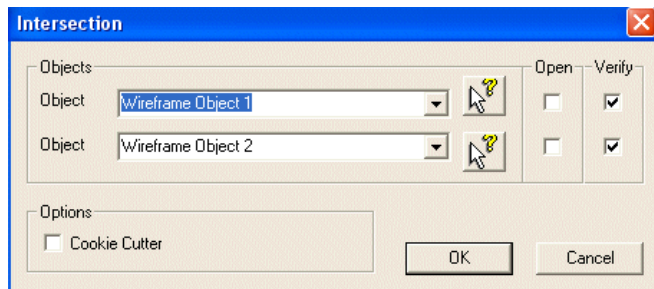 Intersection
Objects Open Verify
Object Wireframe Object 1
Object Wireframe Object 2
Options
Cookie Cutter
OK Cancel